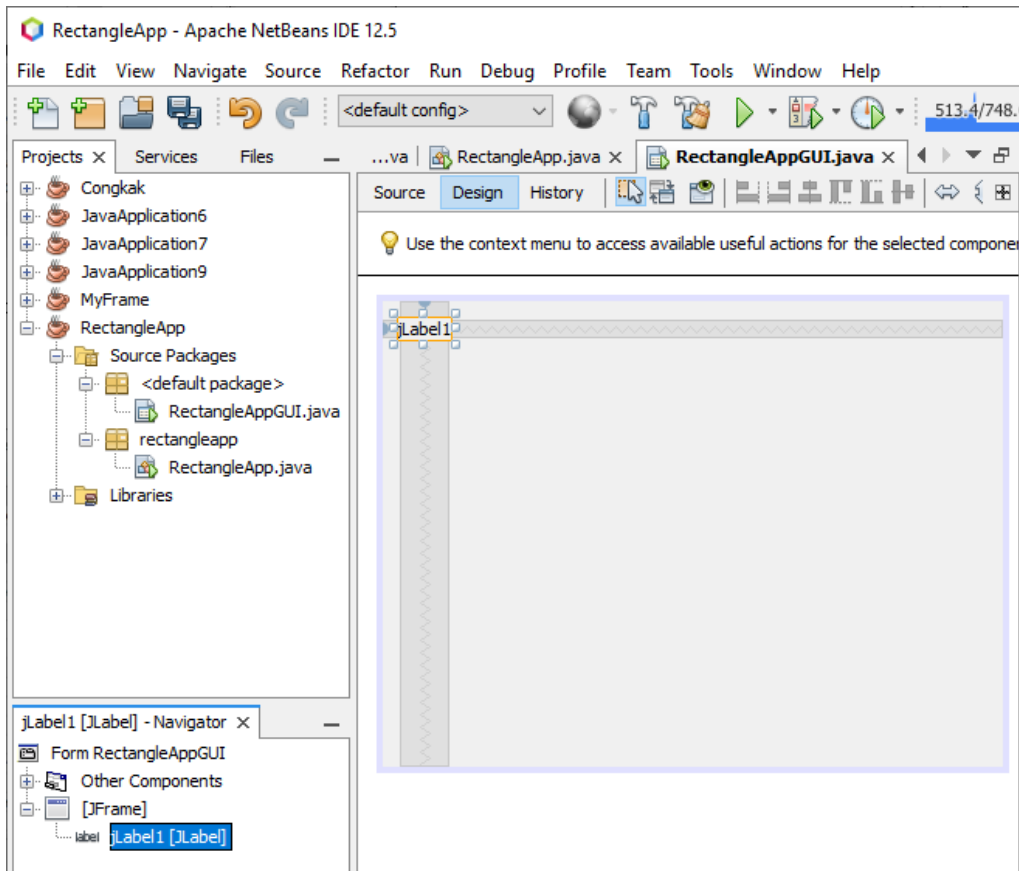 RectangleApp - Apache NetBeans IDE 12.5
File Edit View Navigate Source Refactor Run Debug Profile Team Tools Window Help
<default config> 513.4/748.
Projects Services Files
...va RectangleApp.java RectangleAppGUI.java
Source Design History
Use the context menu to access available useful actions for the selected compone
Congkak
JavaApplication6
JavaApplication7
JavaApplication9
MyFrame
RectangleApp
Source Packages
<default package>
RectangleAppGUI.java
rectangleapp
RectangleApp.java
Libraries
jLabel1
jLabel1 [JLabel] - Navigator
Form RectangleAppGUI
Other Components
[JFrame]
label jLabel1 [JLabel]